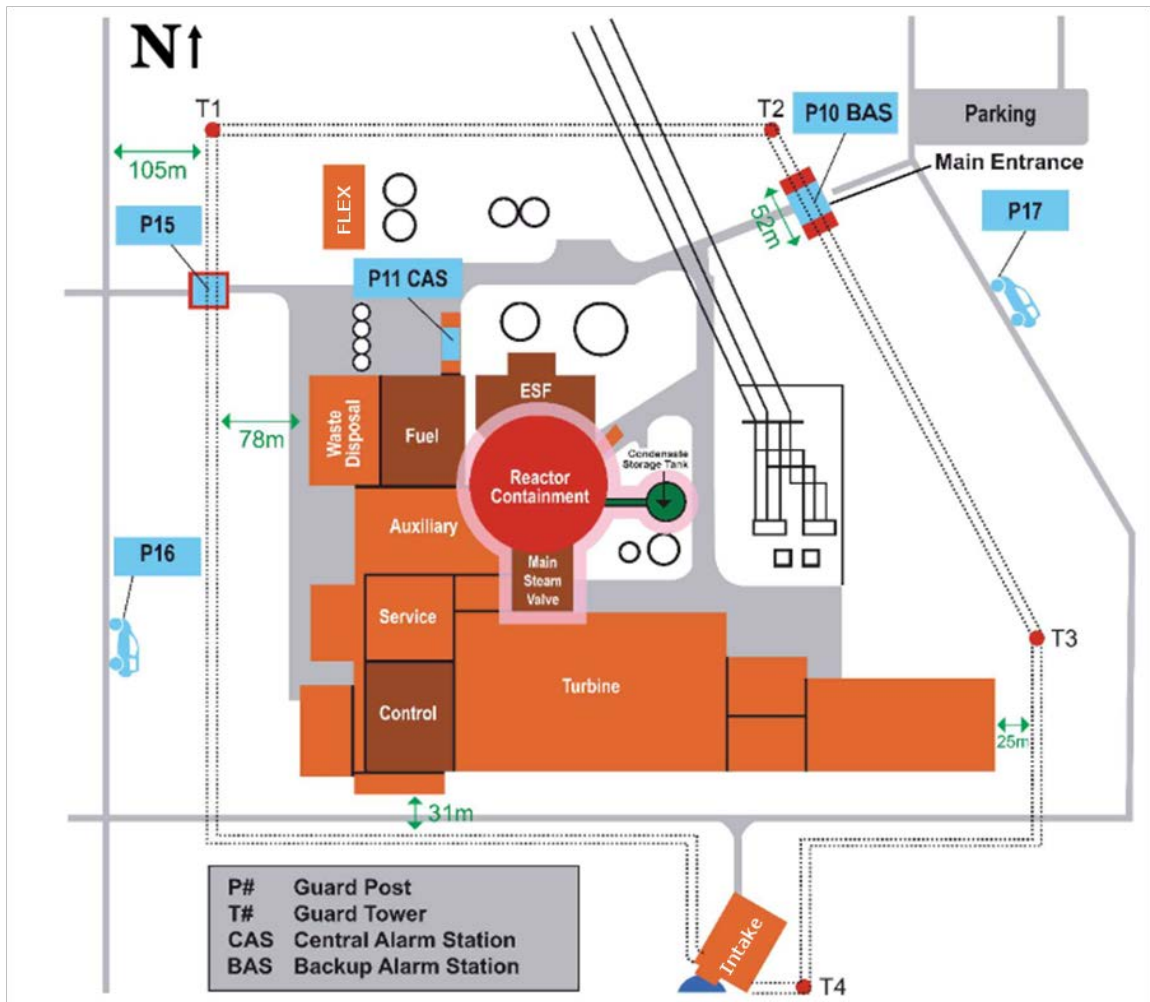 N
T1
T2
P10 BAS
Parking
105m
Main Entrance
FLEX
P15
52m
P17
P11 CAS
ESF
78m
Waste
Disposal
Fuel
Condensate
Storage Tank
Reactor
Containment
Auxiliary
P16
Main
Steam
Valve
Service
T3
Turbine
Control
25m
31m
P# Guard Post
T# Guard Tower
CAS Central Alarm Station
BAS Backup Alarm Station
Intake
T4